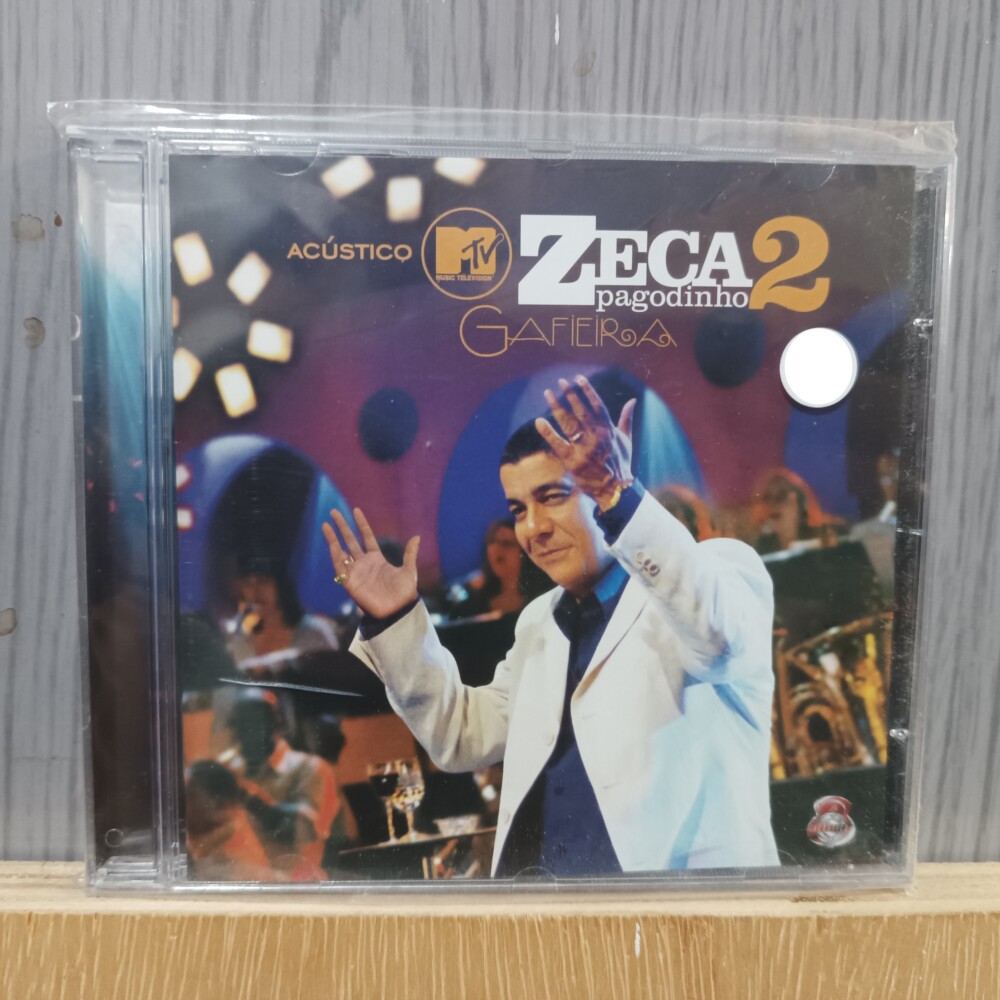 ACÚSTICO
MTV
MUSIC TELEVISION
ZECA 2
pagodinho
GAFIEIRA